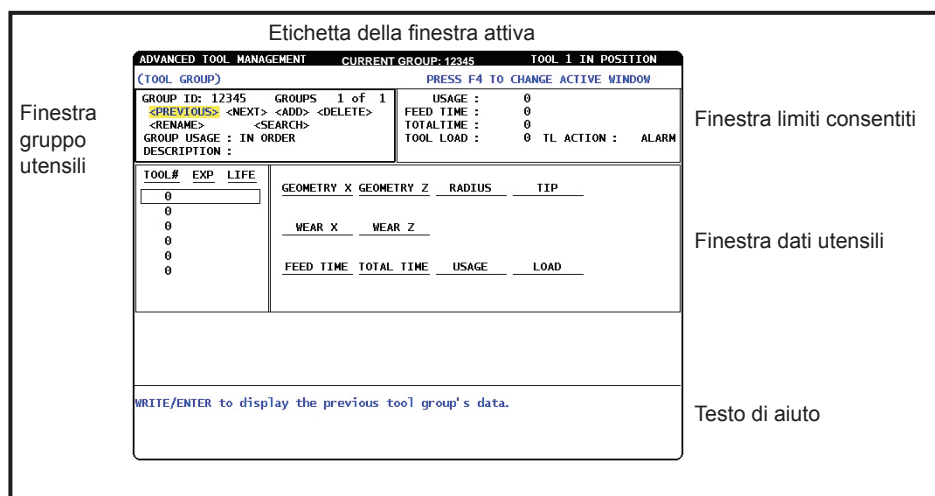 Etichetta della finestra attiva
ADVANCED TOOL MANAGEMENT CURRENT GROUP: 12345 TOOL 1 IN POSITION
(TOOL GROUP) PRESS F4 TO CHANGE ACTIVE WINDOW
Finestra gruppo utensili
GROUP ID: 12345 GROUPS 1 of 1
<PREVIOUS> <NEXT> <ADD> <DELETE>
<RENAME> <SEARCH>
GROUP USAGE : IN ORDER
DESCRIPTION :
USAGE : 0
FEED TIME : 0
TOTALTIME : 0
TOOL LOAD : 0 TL ACTION : ALARM
Finestra limiti consentiti
TOOL# EXP LIFE
0
0
0
0
0
0
GEOMETRY X GEOMETRY Z RADIUS TIP
WEAR X WEAR Z
FEED TIME TOTAL TIME USAGE LOAD
Finestra dati utensili
WRITE/ENTER to display the previous tool group's data.
Testo di aiuto